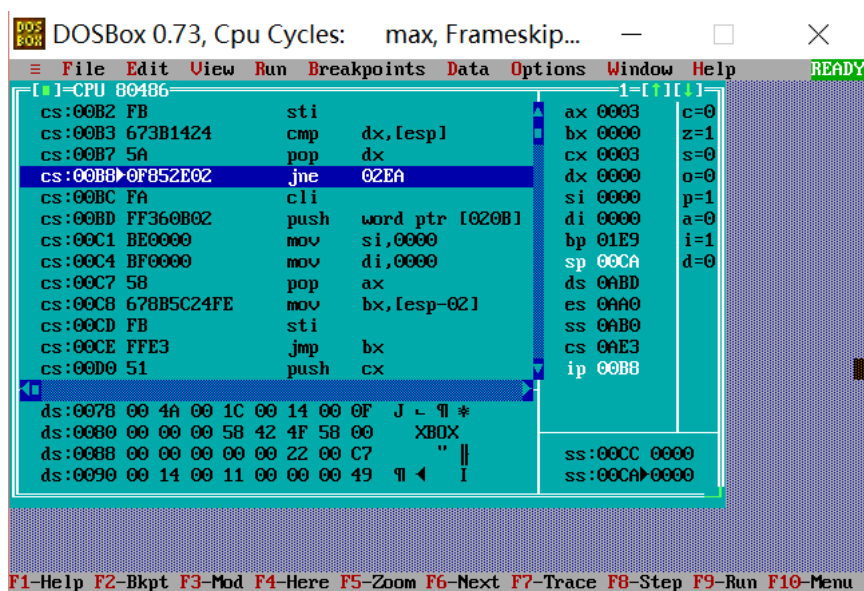 DOSBox 0.73, Cpu Cycles: max, Frameskip...
≡ File Edit View Run Breakpoints Data Options Window Help READY
[■]=CPU 80486 1=[↑][↓]
cs:00B2 FB sti ax 0003 c=0
cs:00B3 673B1424 cmp dx,[esp] bx 0000 z=1
cs:00B7 5A pop dx cx 0003 s=0
cs:00B8►0F852E02 jne 02EA dx 0000 o=0
cs:00BC FA cli si 0000 p=1
cs:00BD FF360B02 push word ptr [020B] di 0000 a=0
cs:00C1 BE0000 mov si,0000 bp 01E9 i=1
cs:00C4 BF0000 mov di,0000 sp 00CA d=0
cs:00C7 58 pop ax ds 0ABD
cs:00C8 678B5C24FE mov bx,[esp-02] es 0AA0
cs:00CD FB sti ss 0AB0
cs:00CE FFE3 jmp bx cs 0AE3
cs:00D0 51 push cx ip 00B8
ds:0078 00 4A 00 1C 00 14 00 0F J ∟ ¶ ☼
ds:0080 00 00 00 58 42 4F 58 00 XBOX
ds:0088 00 00 00 00 00 22 00 C7 " ╟ ss:00CC 0000
ds:0090 00 14 00 11 00 00 00 49 ¶ ◄ I ss:00CA►0000
F1-Help F2-Bkpt F3-Mod F4-Here F5-Zoom F6-Next F7-Trace F8-Step F9-Run F10-Menu